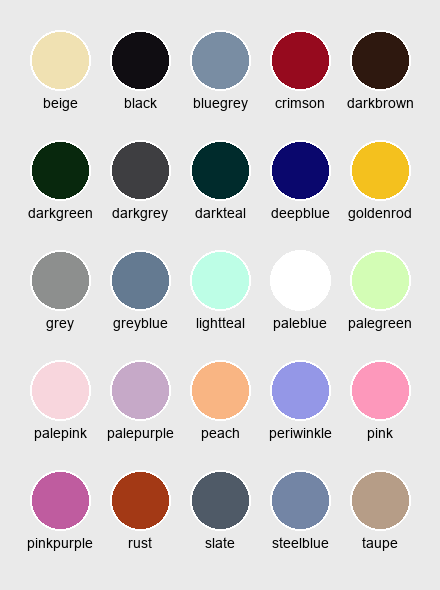 beige black bluegrey crimson darkbrown
darkgreen darkgrey darkteal deepblue goldenrod
grey greyblue lightteal paleblue palegreen
palepink palepurple peach periwinkle pink
pinkpurple rust slate steelblue taupe